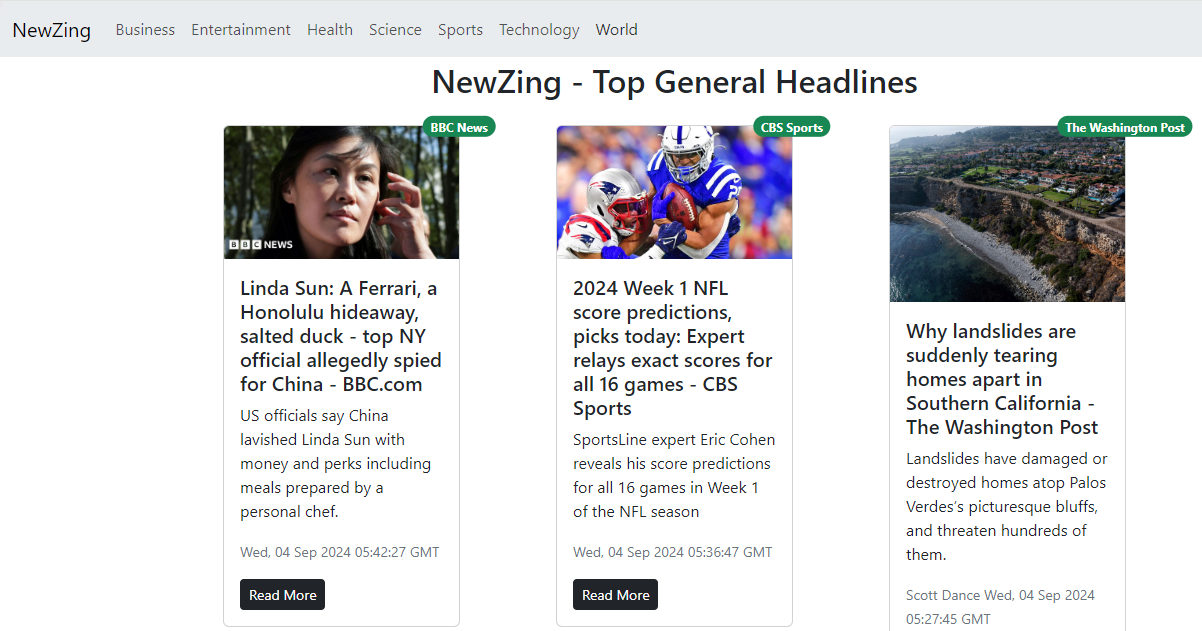 NewZing Business Entertainment Health Science Sports Technology World
NewZing - Top General Headlines
BBC News
BBC NEWS
Linda Sun: A Ferrari, a
Honolulu hideaway,
salted duck - top NY
official allegedly spied
for China - BBC.com
US officials say China
lavished Linda Sun with
money and perks including
meals prepared by a
personal chef.
Wed, 04 Sep 2024 05:42:27 GMT
Read More
CBS Sports
2024 Week 1 NFL
score predictions,
picks today: Expert
relays exact scores for
all 16 games - CBS
Sports
SportsLine expert Eric Cohen
reveals his score predictions
for all 16 games in Week 1
of the NFL season
Wed, 04 Sep 2024 05:36:47 GMT
Read More
The Washington Post
Why landslides are
suddenly tearing
homes apart in
Southern California -
The Washington Post
Landslides have damaged or
destroyed homes atop Palos
Verdes’s picturesque bluffs,
and threaten hundreds of
them.
Scott Dance Wed, 04 Sep 2024
05:27:45 GMT